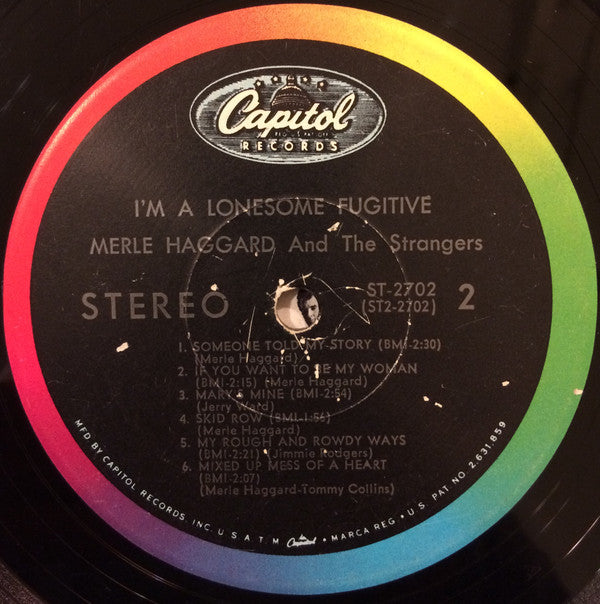 Capitol
RECORDS
I'M A LONESOME FUGITIVE
MERLE HAGGARD And The Strangers
STEREO
ST-2702
(ST2-2702)
2
1. SOMEONE TOLD MY STORY (BMI-2:30)
(Merle Haggard)
2. IF YOU WANT TO BE MY WOMAN
(BMI-2:15) (Merle Haggard)
3. MARY'S MINE (BMI-2:54)
(Jerry Ward)
4. SKID ROW (BMI-1:56)
(Merle Haggard)
5. MY ROUGH AND ROWDY WAYS
(BMI-2:21) (Jimmie Rodgers)
6. MIXED UP MESS OF A HEART
(BMI-2:07)
(Merle Haggard-Tommy Collins)
MFD BY CAPITOL RECORDS, INC. U S A T M Capitol • MARCA REG • U S PAT NO 2,631,859